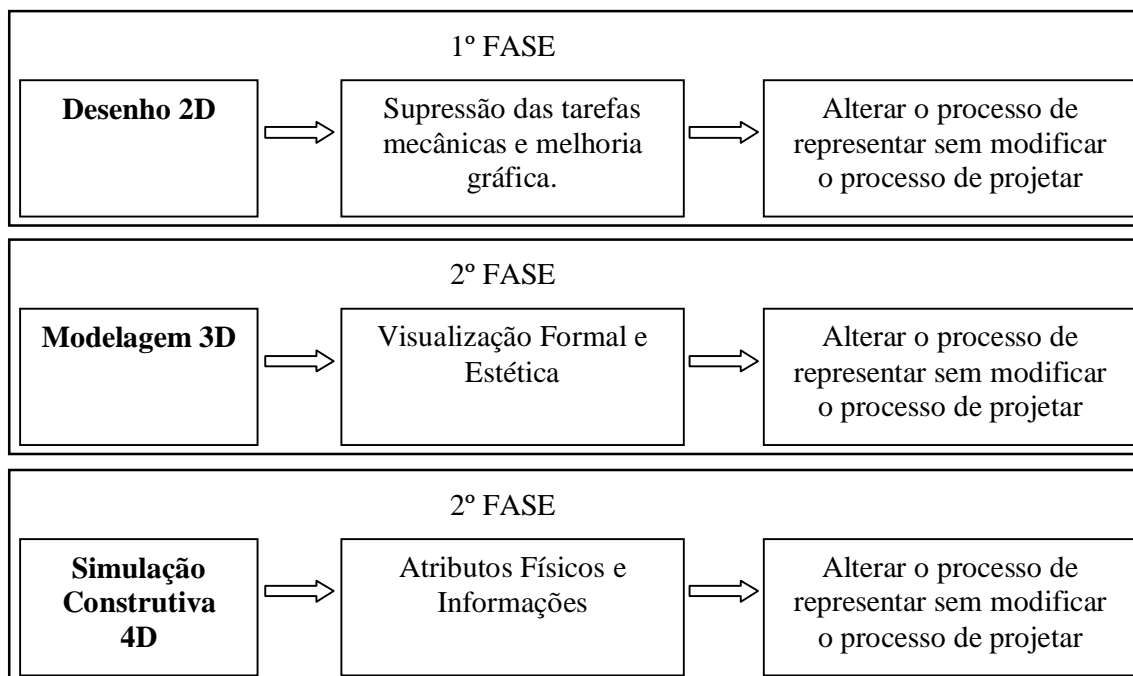 1º FASE
Desenho 2D
Supressão das tarefas
mecânicas e melhoria
gráfica.
Alterar o processo de
representar sem modificar
o processo de projetar
2º FASE
Modelagem 3D
Visualização Formal e
Estética
Alterar o processo de
representar sem modificar
o processo de projetar
2º FASE
Simulação
Construtiva
4D
Atributos Físicos e
Informações
Alterar o processo de
representar sem modificar
o processo de projetar